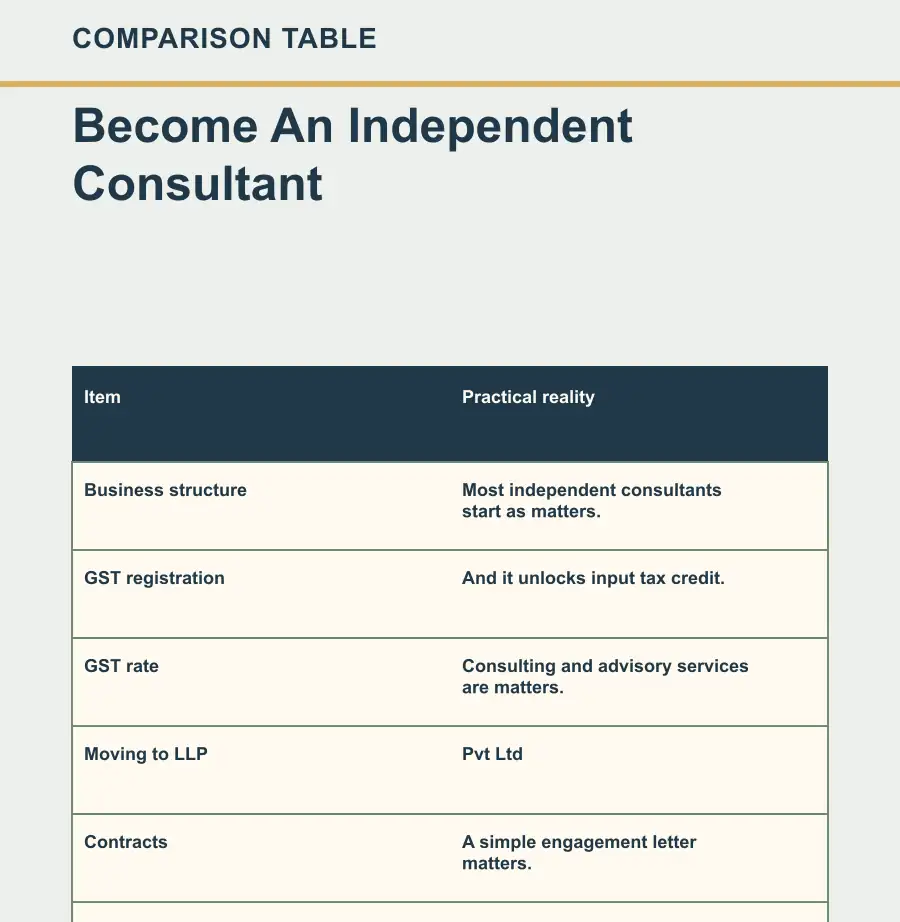 COMPARISON TABLE
Become An Independent
Consultant
Item
Practical reality
Business structure
Most independent consultants
start as matters.
GST registration
And it unlocks input tax credit.
GST rate
Consulting and advisory services
are matters.
Moving to LLP
Pvt Ltd
Contracts
A simple engagement letter
matters.